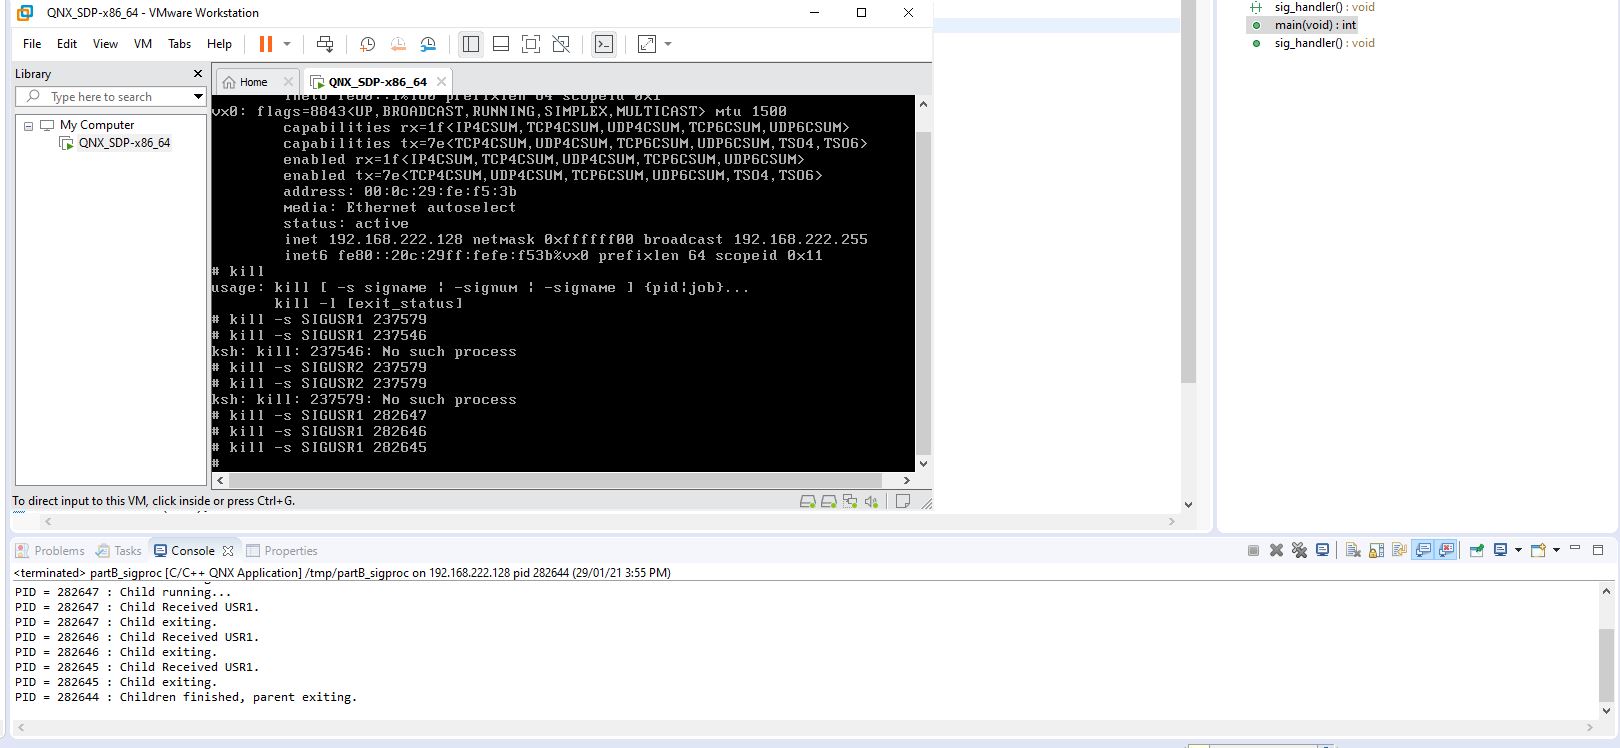 QNX_SDP-x86_64 - VMware Workstation
File Edit View VM Tabs Help
Library
Type here to search
My Computer
QNX_SDP-x86_64
Home QNX_SDP-x86_64
inet6 fe80::1%lo0 prefixlen 64 scopeid 0x1
vx0: flags=8843<UP,BROADCAST,RUNNING,SIMPLEX,MULTICAST> mtu 1500
capabilities rx=1f<IP4CSUM,TCP4CSUM,UDP4CSUM,TCP6CSUM,UDP6CSUM>
capabilities tx=7e<TCP4CSUM,UDP4CSUM,TCP6CSUM,UDP6CSUM,TSO4,TSO6>
enabled rx=1f<IP4CSUM,TCP4CSUM,UDP4CSUM,TCP6CSUM,UDP6CSUM>
enabled tx=7e<TCP4CSUM,UDP4CSUM,TCP6CSUM,UDP6CSUM,TSO4,TSO6>
address: 00:0c:29:fe:f5:3b
media: Ethernet autoselect
status: active
inet 192.168.222.128 netmask 0xffffff00 broadcast 192.168.222.255
inet6 fe80::20c:29ff:fefe:f53b%vx0 prefixlen 64 scopeid 0x11
# kill
usage: kill [ -s signame | -signum | -signame ] {pid|job}...
kill -l [exit_status]
# kill -s SIGUSR1 237579
# kill -s SIGUSR1 237546
ksh: kill: 237546: No such process
# kill -s SIGUSR2 237579
# kill -s SIGUSR2 237579
ksh: kill: 237579: No such process
# kill -s SIGUSR1 282647
# kill -s SIGUSR1 282646
# kill -s SIGUSR1 282645
#
To direct input to this VM, click inside or press Ctrl+G.
sig_handler() : void
main(void) : int
sig_handler() : void
Problems Tasks Console Properties
<terminated> partB_sigproc [C/C++ QNX Application] /tmp/partB_sigproc on 192.168.222.128 pid 282644 (29/01/21 3:55 PM)
PID = 282647 : Child running...
PID = 282647 : Child Received USR1.
PID = 282647 : Child exiting.
PID = 282646 : Child Received USR1.
PID = 282646 : Child exiting.
PID = 282645 : Child Received USR1.
PID = 282645 : Child exiting.
PID = 282644 : Children finished, parent exiting.